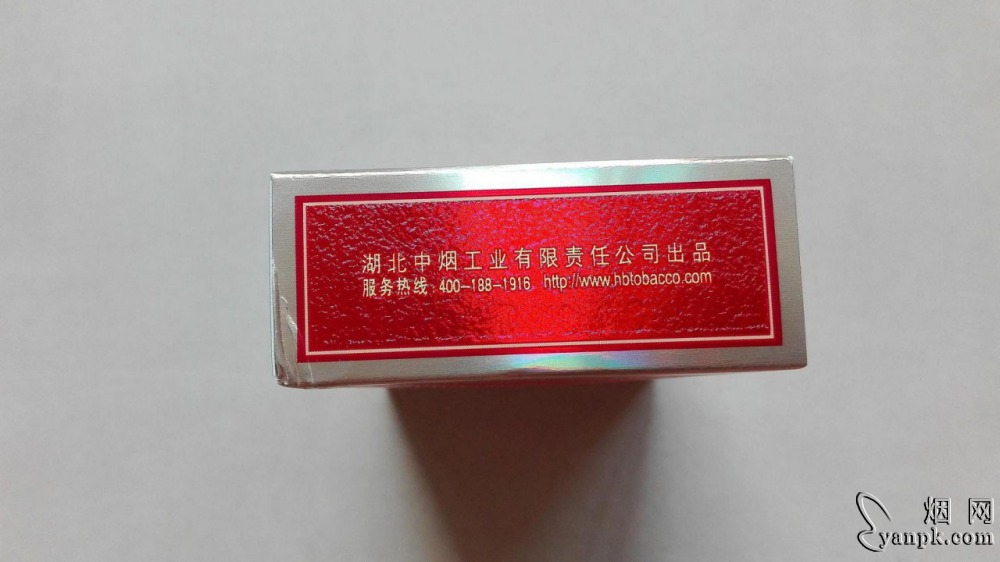 湖北中烟工业有限责任公司出品
服务热线:400-188-1916 http://www.hbtobacco.com
烟网
yanpk.com